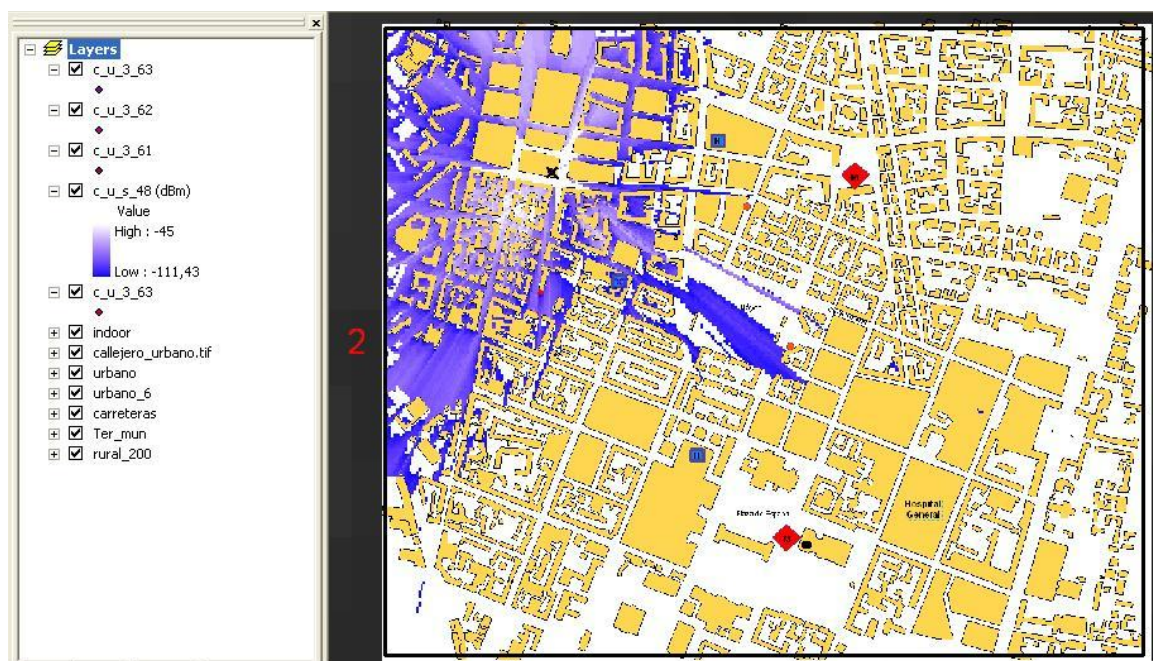 Layers
c_u_3_63
c_u_3_62
c_u_3_61
c_u_s_48 (dBm)
Value
High : -45
Low : -111,43
c_u_3_63
indoor
callejero_urbano.tif
urbano
urbano_6
carreteras
Ter_mun
rural_200
2
Hospital
General